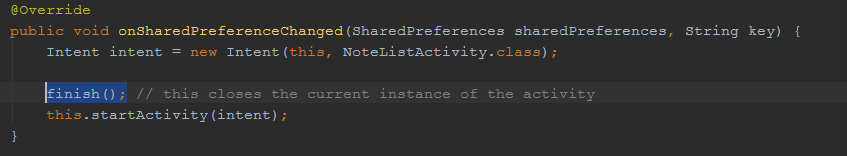 @Override
public void onSharedPreferenceChanged(SharedPreferences sharedPreferences, String key) {
Intent intent = new Intent(this, NoteListActivity.class);
finish(); // this closes the current instance of the activity
this.startActivity(intent);
}